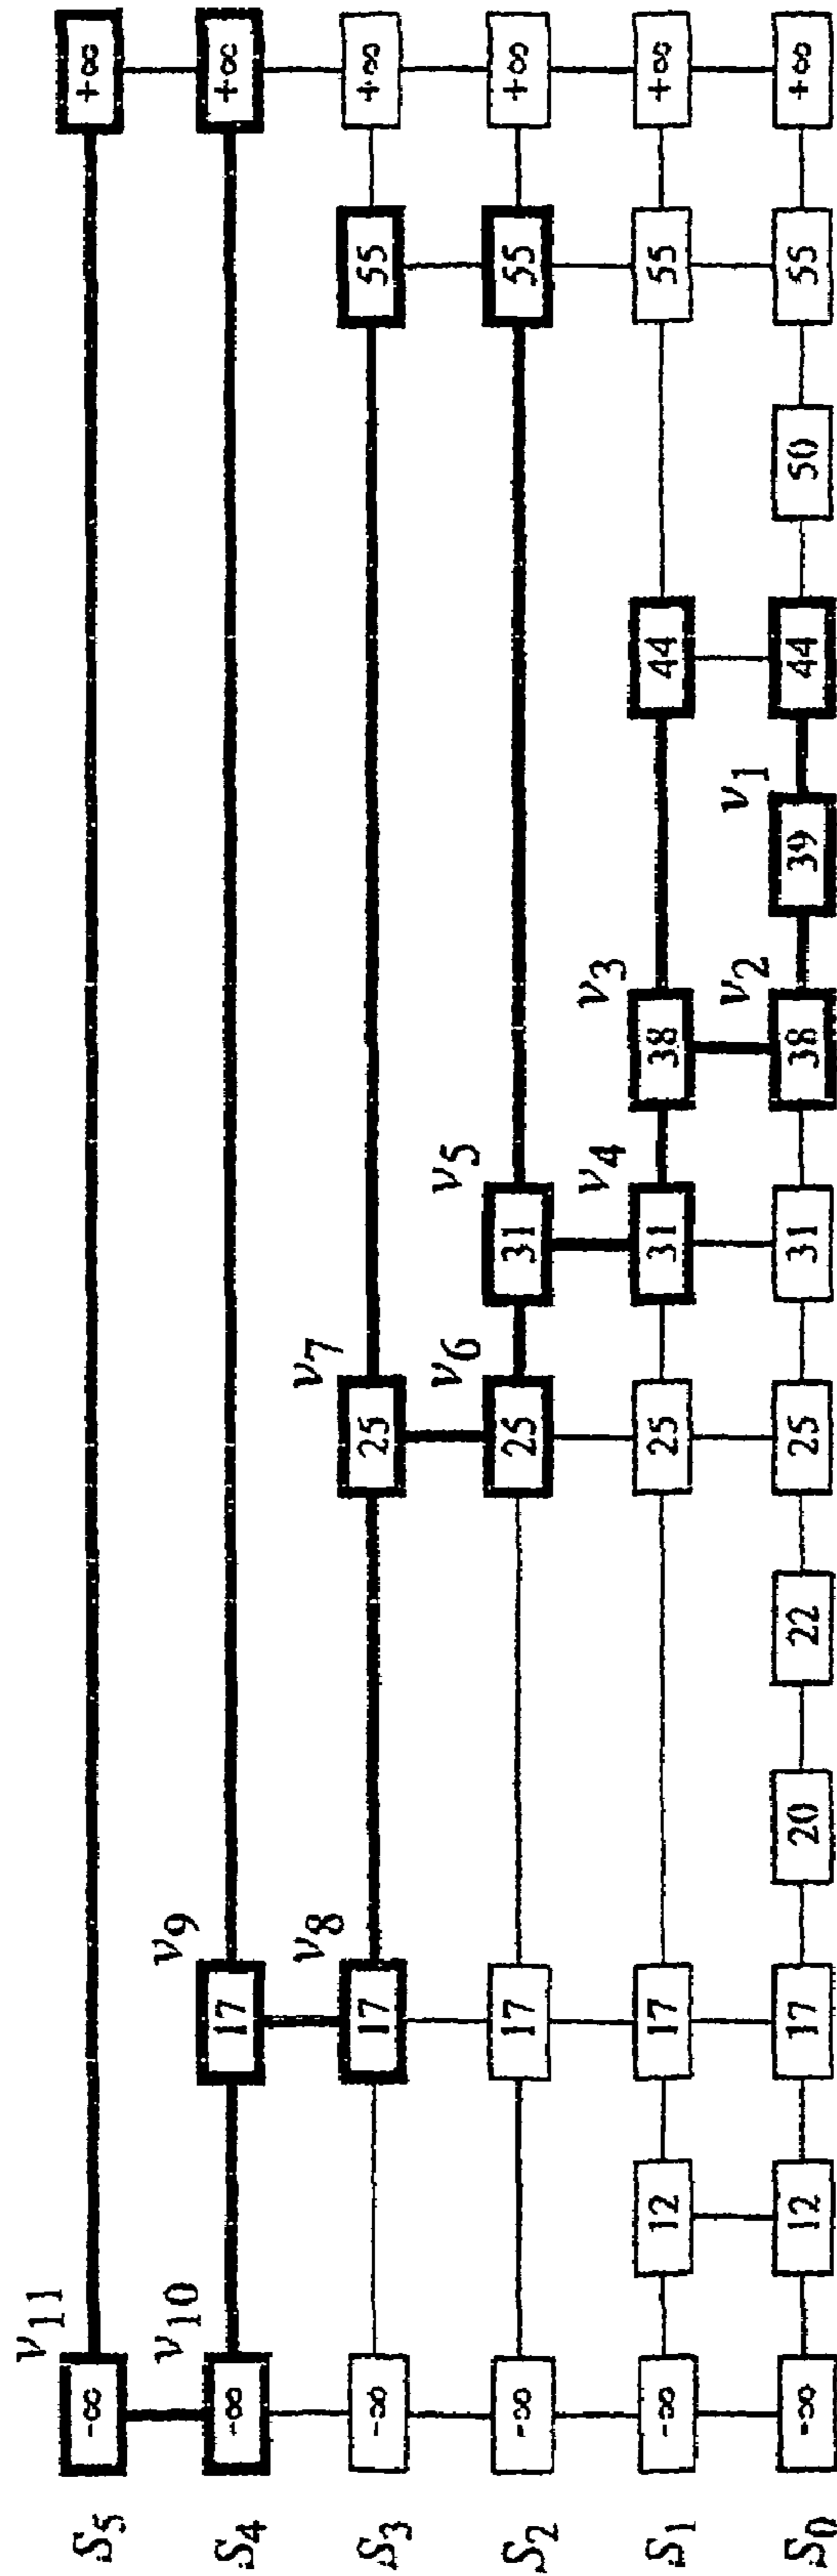 v11
S5 -∞ +∞
v10 v9
S4 -∞ 17 +∞
v8 v7
S3 -∞ 17 25 55 +∞
v6 v5
S2 -∞ 17 25 31 55 +∞
v4 v3
S1 -∞ 12 17 25 31 38 44 55 +∞
v2 v1
S0 -∞ 12 17 20 22 25 31 38 39 44 50 55 +∞